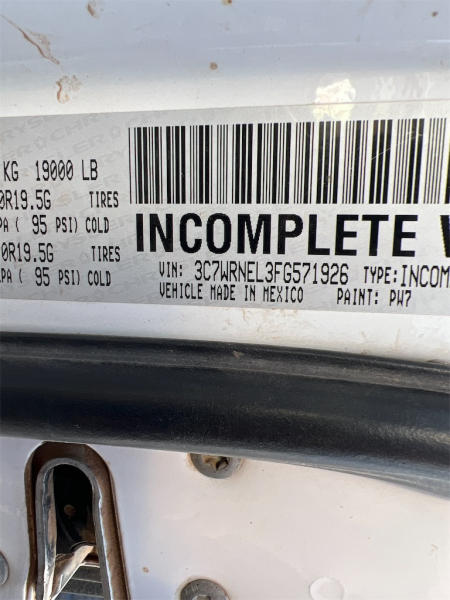 KG - 19000 LB
0R19.5G TIRES
PA ( 95 PSI) COLD
0R19.5G TIRES
PA ( 95 PSI) COLD
INCOMPLETE V
VIN: 3C7WRNEL3FG571926 TYPE:INCOM
VEHICLE MADE IN MEXICO PAINT: PW7
CHRYSLER